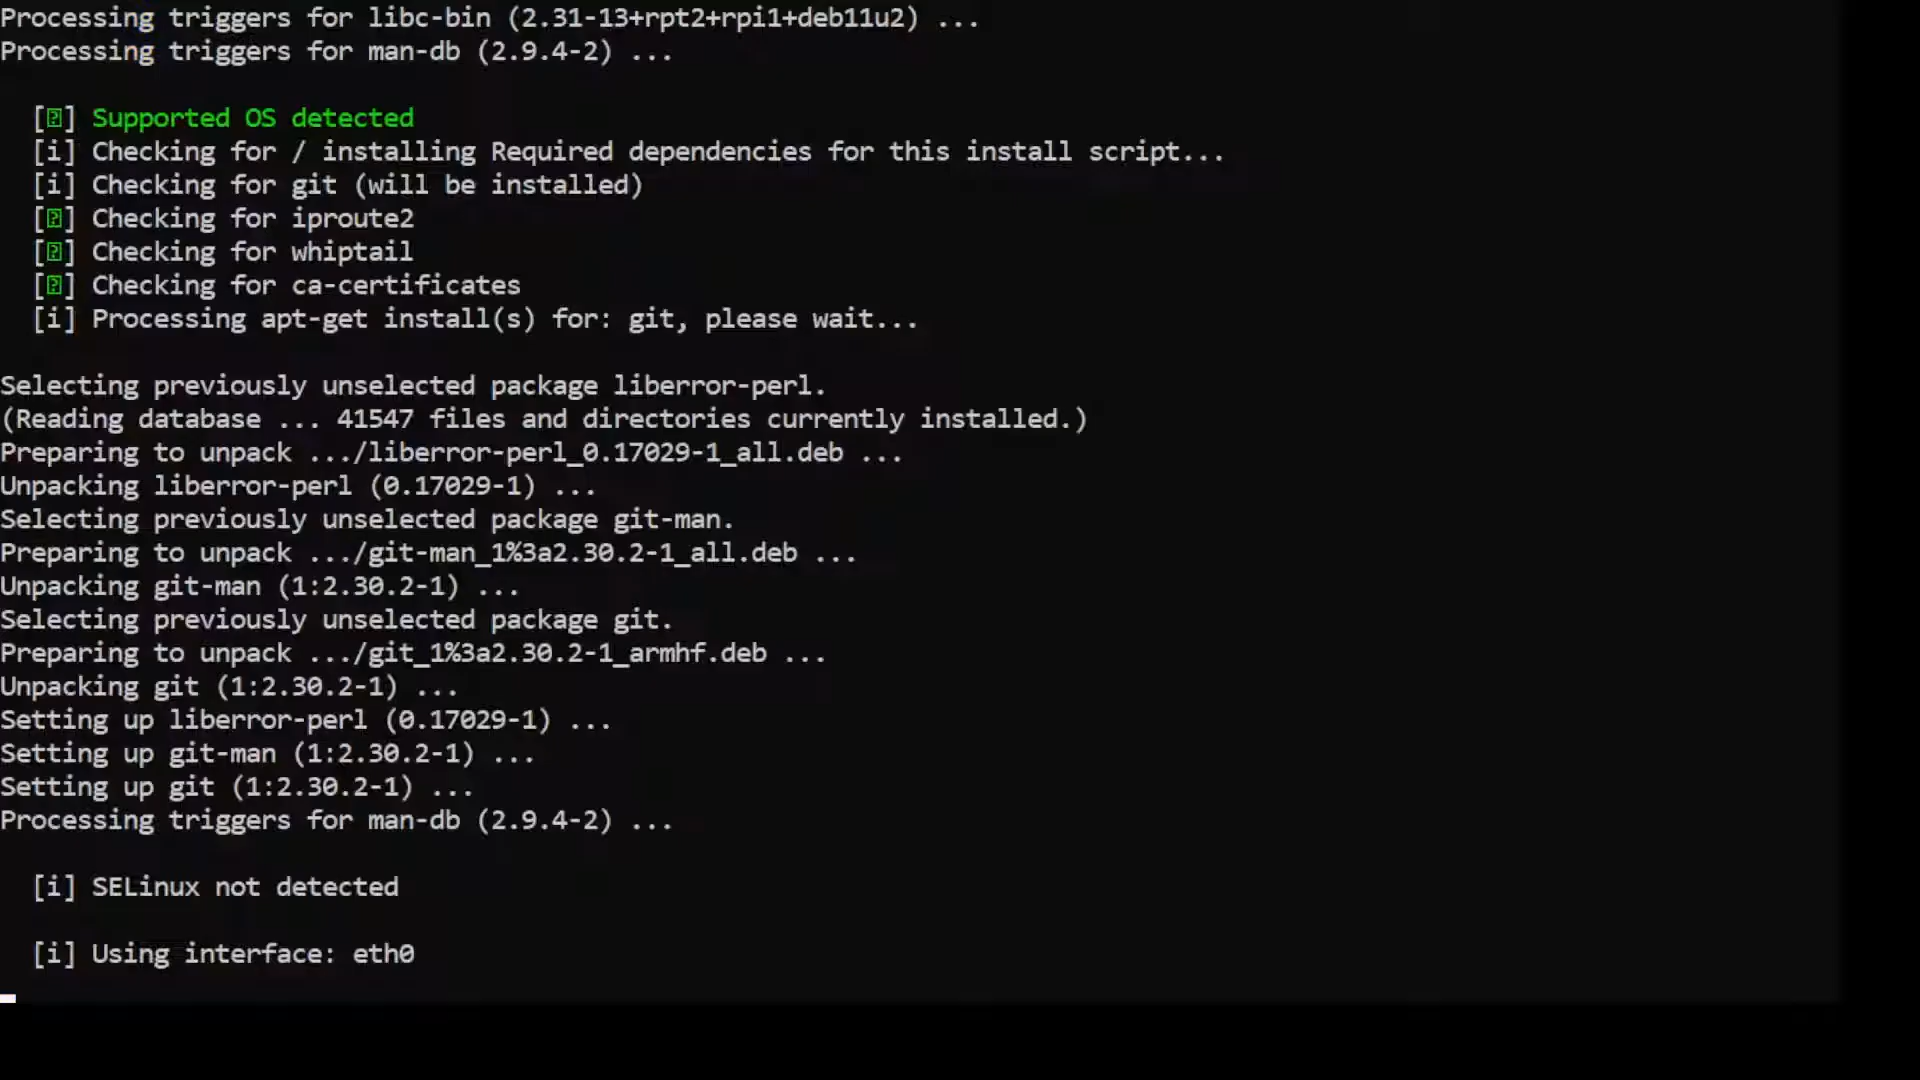 Processing triggers for libc-bin (2.31-13+rpt2+rpi1+deb11u2) ...
Processing triggers for man-db (2.9.4-2) ...
[?] Supported OS detected
[i] Checking for / installing Required dependencies for this install script...
[i] Checking for git (will be installed)
[?] Checking for iproute2
[?] Checking for whiptail
[?] Checking for ca-certificates
[i] Processing apt-get install(s) for: git, please wait...
Selecting previously unselected package liberror-perl.
(Reading database ... 41547 files and directories currently installed.)
Preparing to unpack .../liberror-perl_0.17029-1_all.deb ...
Unpacking liberror-perl (0.17029-1) ...
Selecting previously unselected package git-man.
Preparing to unpack .../git-man_1%3a2.30.2-1_all.deb ...
Unpacking git-man (1:2.30.2-1) ...
Selecting previously unselected package git.
Preparing to unpack .../git_1%3a2.30.2-1_armhf.deb ...
Unpacking git (1:2.30.2-1) ...
Setting up liberror-perl (0.17029-1) ...
Setting up git-man (1:2.30.2-1) ...
Setting up git (1:2.30.2-1) ...
Processing triggers for man-db (2.9.4-2) ...
[i] SELinux not detected
[i] Using interface: eth0